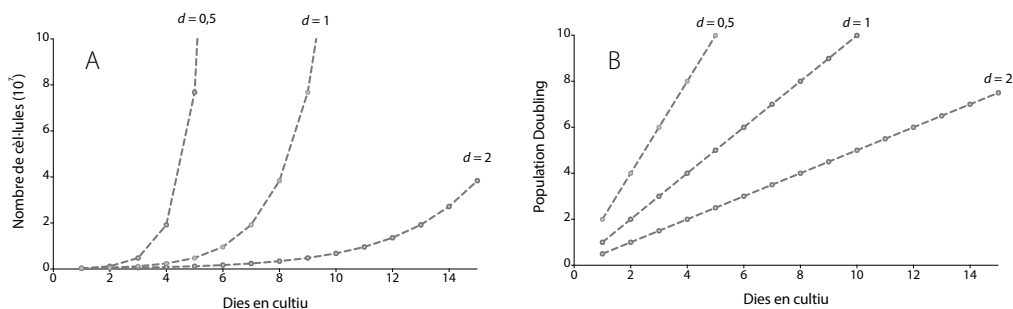 A
d = 0,5
d = 1
d = 2
10
8
6
4
2
0
Nombre de cèl·lules (10⁷)
0 2 4 6 8 10 12 14
Dies en cultiu
B
d = 0,5
d = 1
d = 2
10
8
6
4
2
0
Population Doubling
0 2 4 6 8 10 12 14
Dies en cultiu